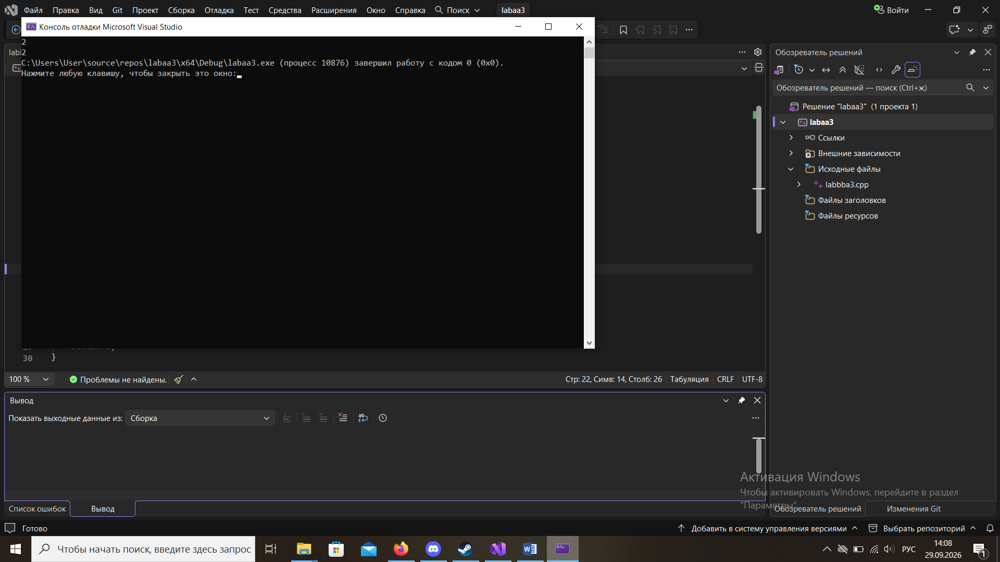 Файл Правка Вид Git Проект Сборка Отладка Тест Средства Расширения Окно Справка Поиск labaa3 Войти
Консоль отладки Microsoft Visual Studio
2
2
C:\Users\User\source\repos\labaa3\x64\Debug\labaa3.exe (процесс 10876) завершил работу с кодом 0 (0x0).
Нажмите любую клавишу, чтобы закрыть это окно:
30 }
100 % Проблемы не найдены. Стр: 22, Симв: 14, Столб: 26 Табуляция CRLF UTF-8
Вывод
Показать выходные данные из: Сборка
Список ошибок Вывод
Обозреватель решений
Обозреватель решений — поиск (Ctrl+ж)
Решение "labaa3" (1 проекта 1)
labaa3
Ссылки
Внешние зависимости
Исходные файлы
labbba3.cpp
Файлы заголовков
Файлы ресурсов
Активация Windows
Чтобы активировать Windows, перейдите в раздел
"Параметры"
Обозреватель решений Изменения Git
Готово Добавить в систему управления версиями Выбрать репозиторий
Чтобы начать поиск, введите здесь запрос
РУС 14:08
29.09.2026
1